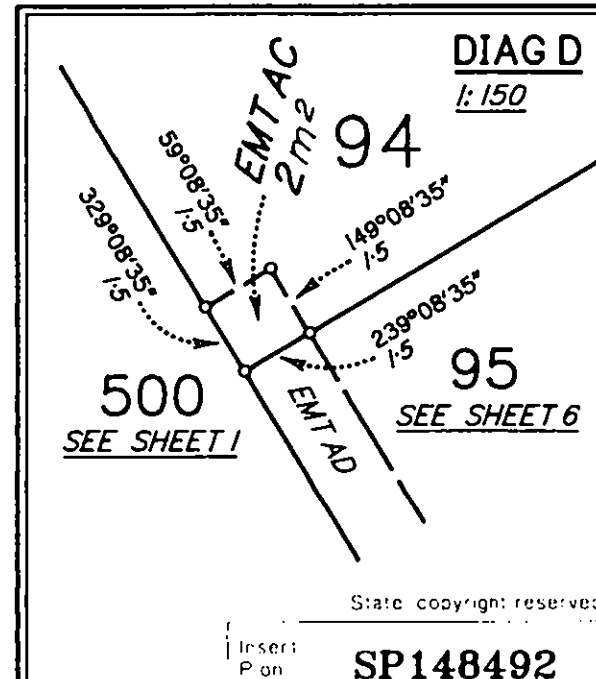 DIAG D
1:150
EMT AC
2m²
94
59°08'35"
1·5
329°08'35"
1·5
149°08'35"
1·5
239°08'35"
1·5
500
SEE SHEET 1
95
SEE SHEET 6
EMT AD
State copyright reserved
Insert
SP148492